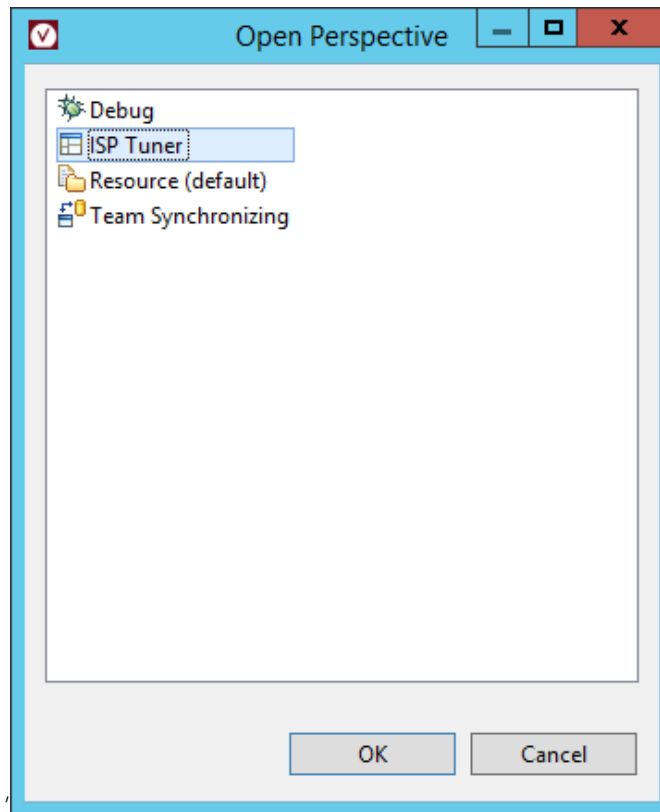 Open Perspective
Debug
ISP Tuner
Resource (default)
Team Synchronizing
OK
Cancel
,